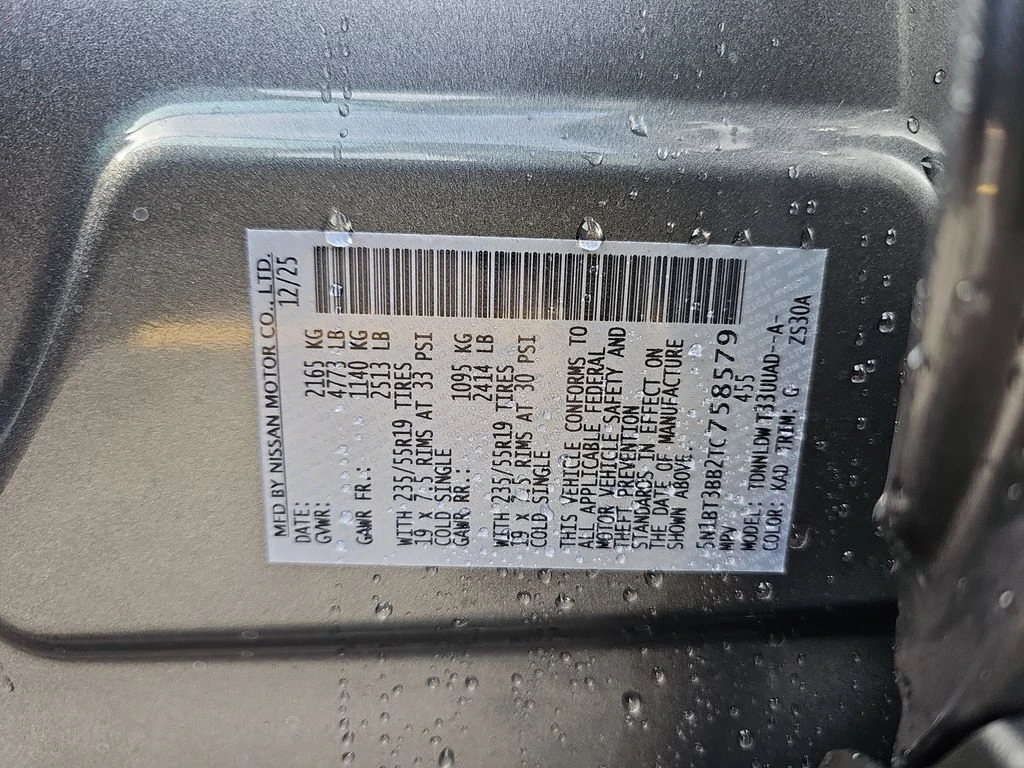 MFD BY NISSAN MOTOR CO., LTD.
DATE: 12/25
GVWR: 2165 KG
4773 LB
GAWR FR.: 1140 KG
2513 LB
WITH 235/55R19 TIRES
19 x 7.5 RIMS AT 33 PSI
COLD SINGLE
GAWR RR.: 1095 KG
2414 LB
WITH 235/55R19 TIRES
19 x 7.5 RIMS AT 30 PSI
COLD SINGLE
THIS VEHICLE CONFORMS TO
ALL APPLICABLE FEDERAL
MOTOR VEHICLE SAFETY AND
THEFT PREVENTION
STANDARDS IN EFFECT ON
THE DATE OF MANUFACTURE
SHOWN ABOVE.
5N1BT3BB2TC758579
MPV 455
MODEL: TDNNLDW T33UUAD--A-
COLOR: KAD TRIM: G ZS30A